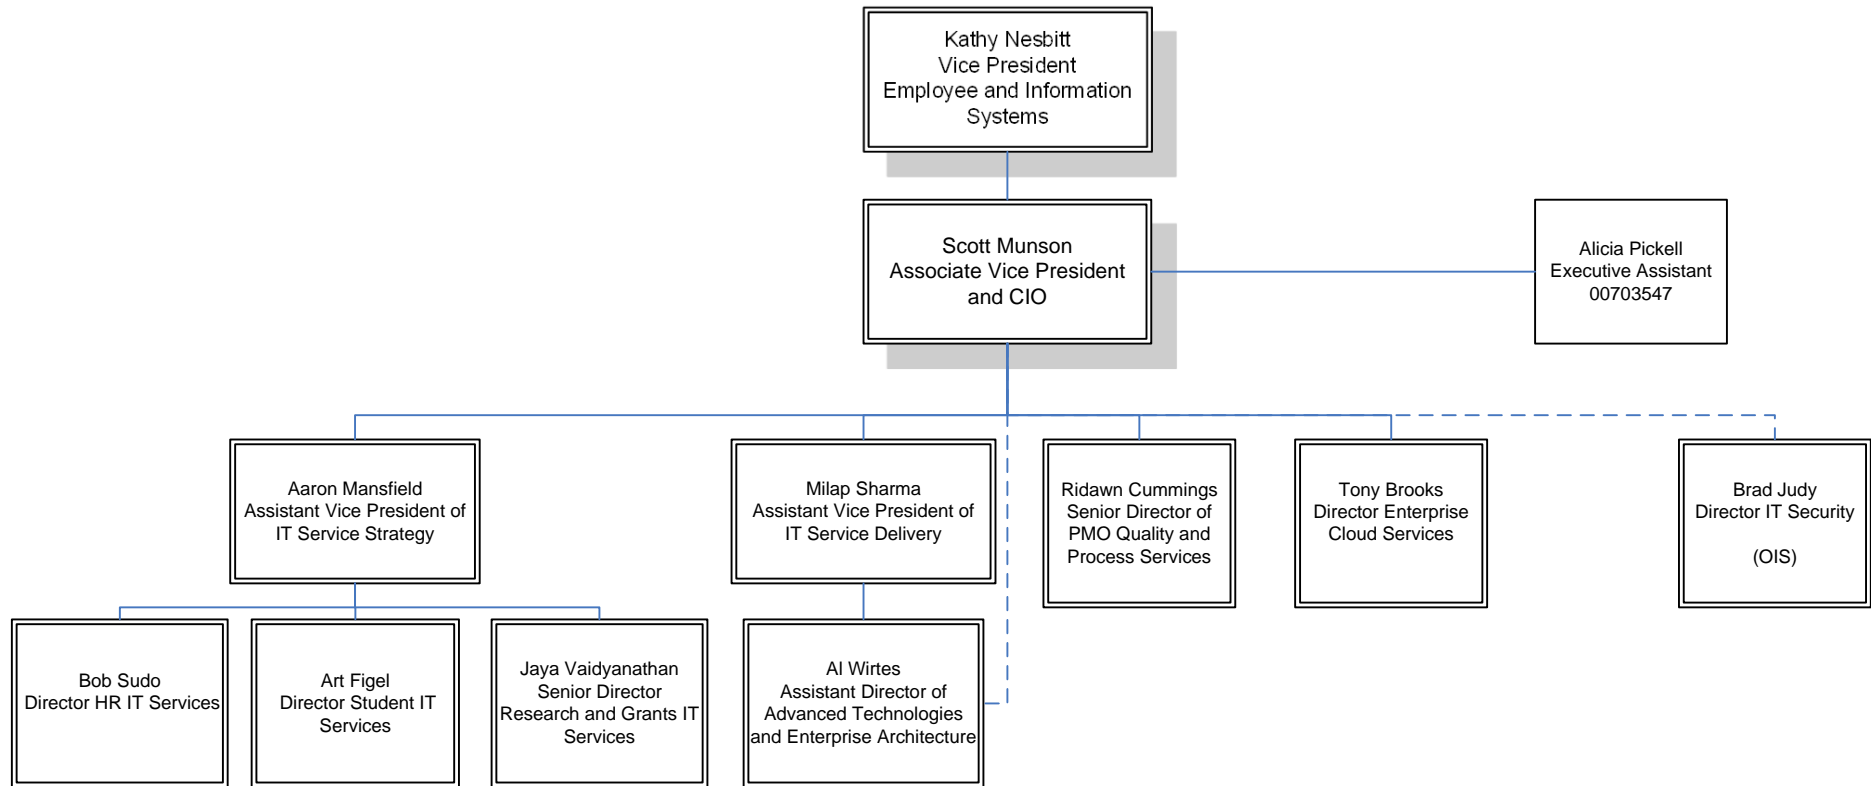 Kathy Nesbitt
Vice President
Employee and Information
Systems
Scott Munson
Associate Vice President
and CIO
Alicia Pickell
Executive Assistant
00703547
Aaron Mansfield
Assistant Vice President of
IT Service Strategy
Milap Sharma
Assistant Vice President of
IT Service Delivery
Ridawn Cummings
Senior Director of
PMO Quality and
Process Services
Tony Brooks
Director Enterprise
Cloud Services
Brad Judy
Director IT Security
(OIS)
Bob Sudo
Director HR IT Services
Art Figel
Director Student IT
Services
Jaya Vaidyanathan
Senior Director
Research and Grants IT
Services
Al Wirtes
Assistant Director of
Advanced Technologies
and Enterprise Architecture